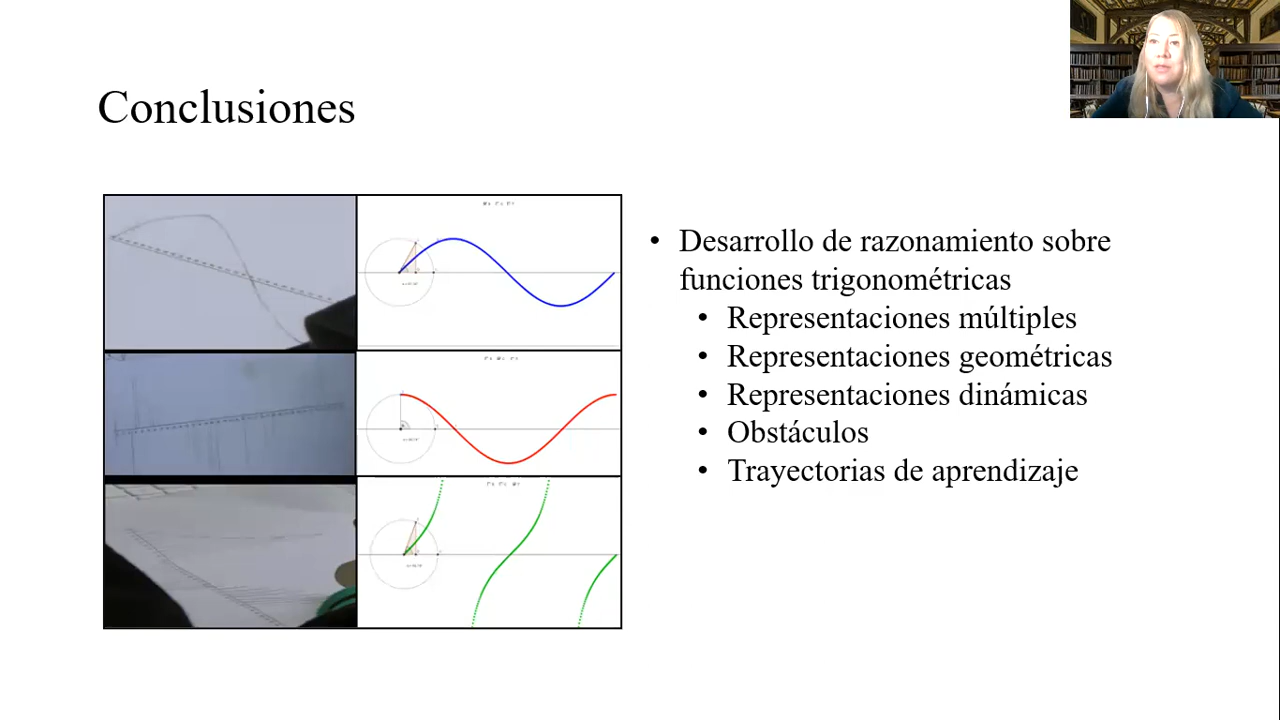 Conclusiones
• Desarrollo de razonamiento sobre
funciones trigonométricas
• Representaciones múltiples
• Representaciones geométricas
• Representaciones dinámicas
• Obstáculos
• Trayectorias de aprendizaje